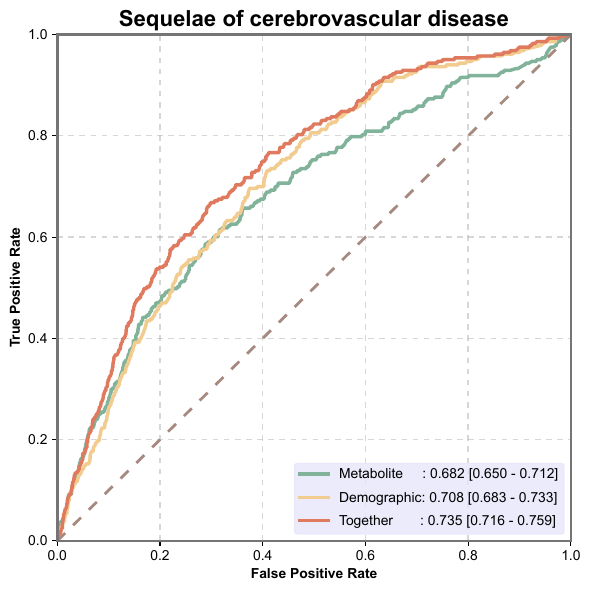 Sequelae of cerebrovascular disease
True Positive Rate
1.0
0.8
0.6
0.4
0.2
0.0
Metabolite : 0.682 [0.650 - 0.712]
Demographic: 0.708 [0.683 - 0.733]
Together : 0.735 [0.716 - 0.759]
0.0 0.2 0.4 0.6 0.8 1.0
False Positive Rate